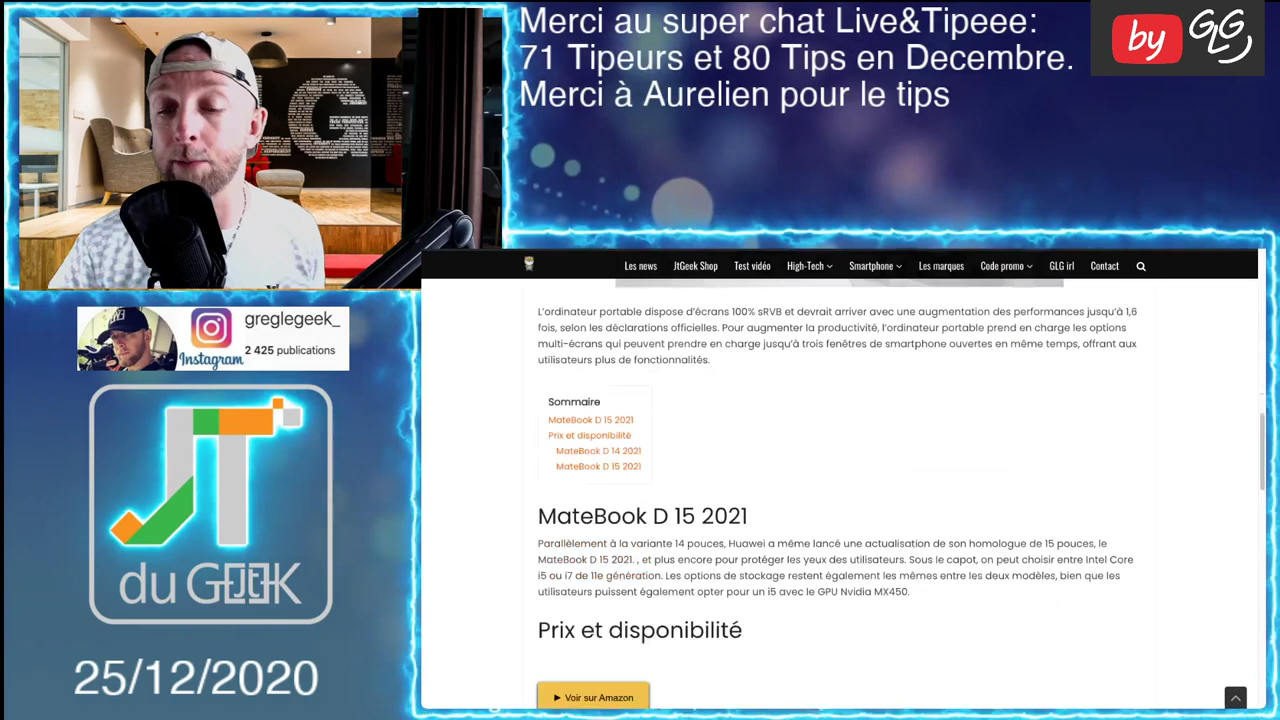 Merci au super chat Live&Tipeee:
71 Tipeurs et 80 Tips en Decembre.
Merci à Aurelien pour le tips
by GLG
greglegeek_
2 425 publications
Instagram
JT
du GEEK
25/12/2020
Les news JtGeek Shop Test vidéo High-Tech Smartphone Les marques Code promo GLG irl Contact
L’ordinateur portable dispose d’écrans 100% sRVB et devrait arriver avec une augmentation des performances jusqu’à 1,6
fois, selon les déclarations officielles. Pour augmenter la productivité, l’ordinateur portable prend en charge les options
multi-écrans qui peuvent prendre en charge jusqu’à trois fenêtres de smartphone ouvertes en même temps, offrant aux
utilisateurs plus de fonctionnalités.
Sommaire
MateBook D 15 2021
Prix et disponibilité
MateBook D 14 2021
MateBook D 15 2021
MateBook D 15 2021
Parallèlement à la variante 14 pouces, Huawei a même lancé une actualisation de son homologue de 15 pouces, le
MateBook D 15 2021. , et plus encore pour protéger les yeux des utilisateurs. Sous le capot, on peut choisir entre Intel Core
i5 ou i7 de 11e génération. Les options de stockage restent également les mêmes entre les deux modèles, bien que les
utilisateurs puissent également opter pour un i5 avec le GPU Nvidia MX450.
Prix et disponibilité
► Voir sur Amazon